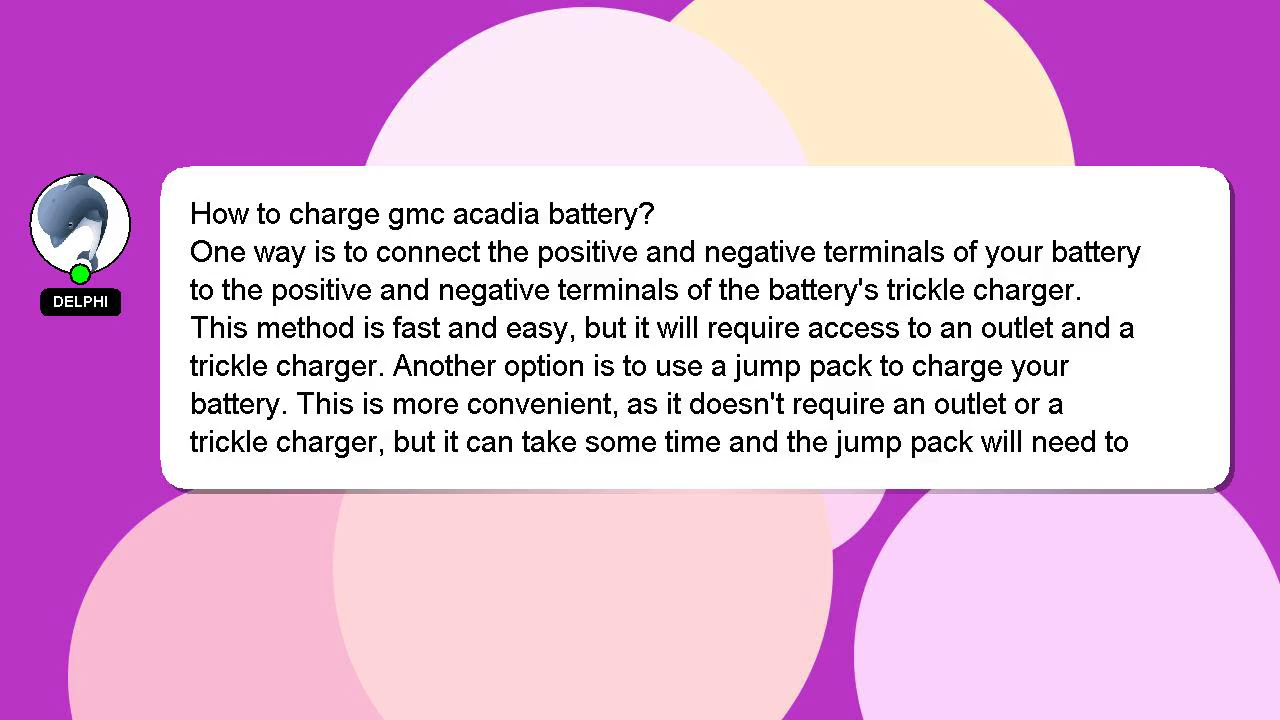 How to charge gmc acadia battery?
One way is to connect the positive and negative terminals of your battery
to the positive and negative terminals of the battery's trickle charger.
This method is fast and easy, but it will require access to an outlet and a
trickle charger. Another option is to use a jump pack to charge your
battery. This is more convenient, as it doesn't require an outlet or a
trickle charger, but it can take some time and the jump pack will need to
DELPHI